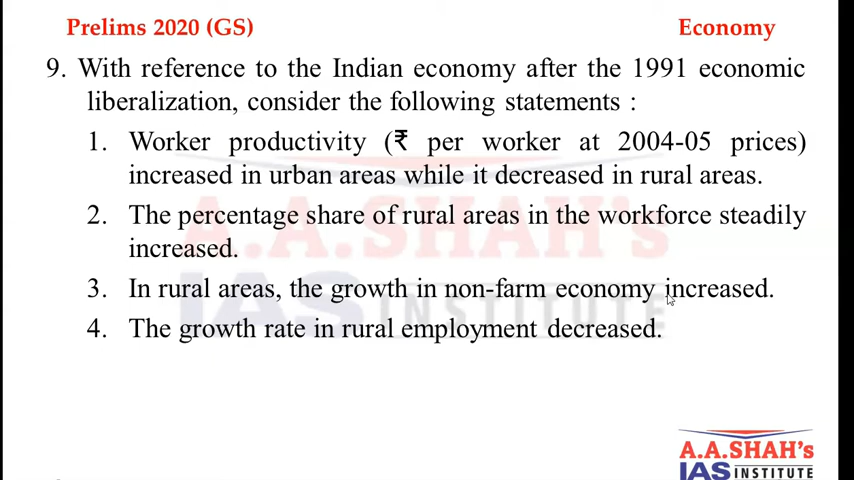 Prelims 2020 (GS) Economy
9. With reference to the Indian economy after the 1991 economic
liberalization, consider the following statements :
1. Worker productivity (₹ per worker at 2004-05 prices)
increased in urban areas while it decreased in rural areas.
2. The percentage share of rural areas in the workforce steadily
increased.
3. In rural areas, the growth in non-farm economy increased.
4. The growth rate in rural employment decreased.
A.A.SHAH's
IAS INSTITUTE
A.A.SHAH's
IAS INSTITUTE